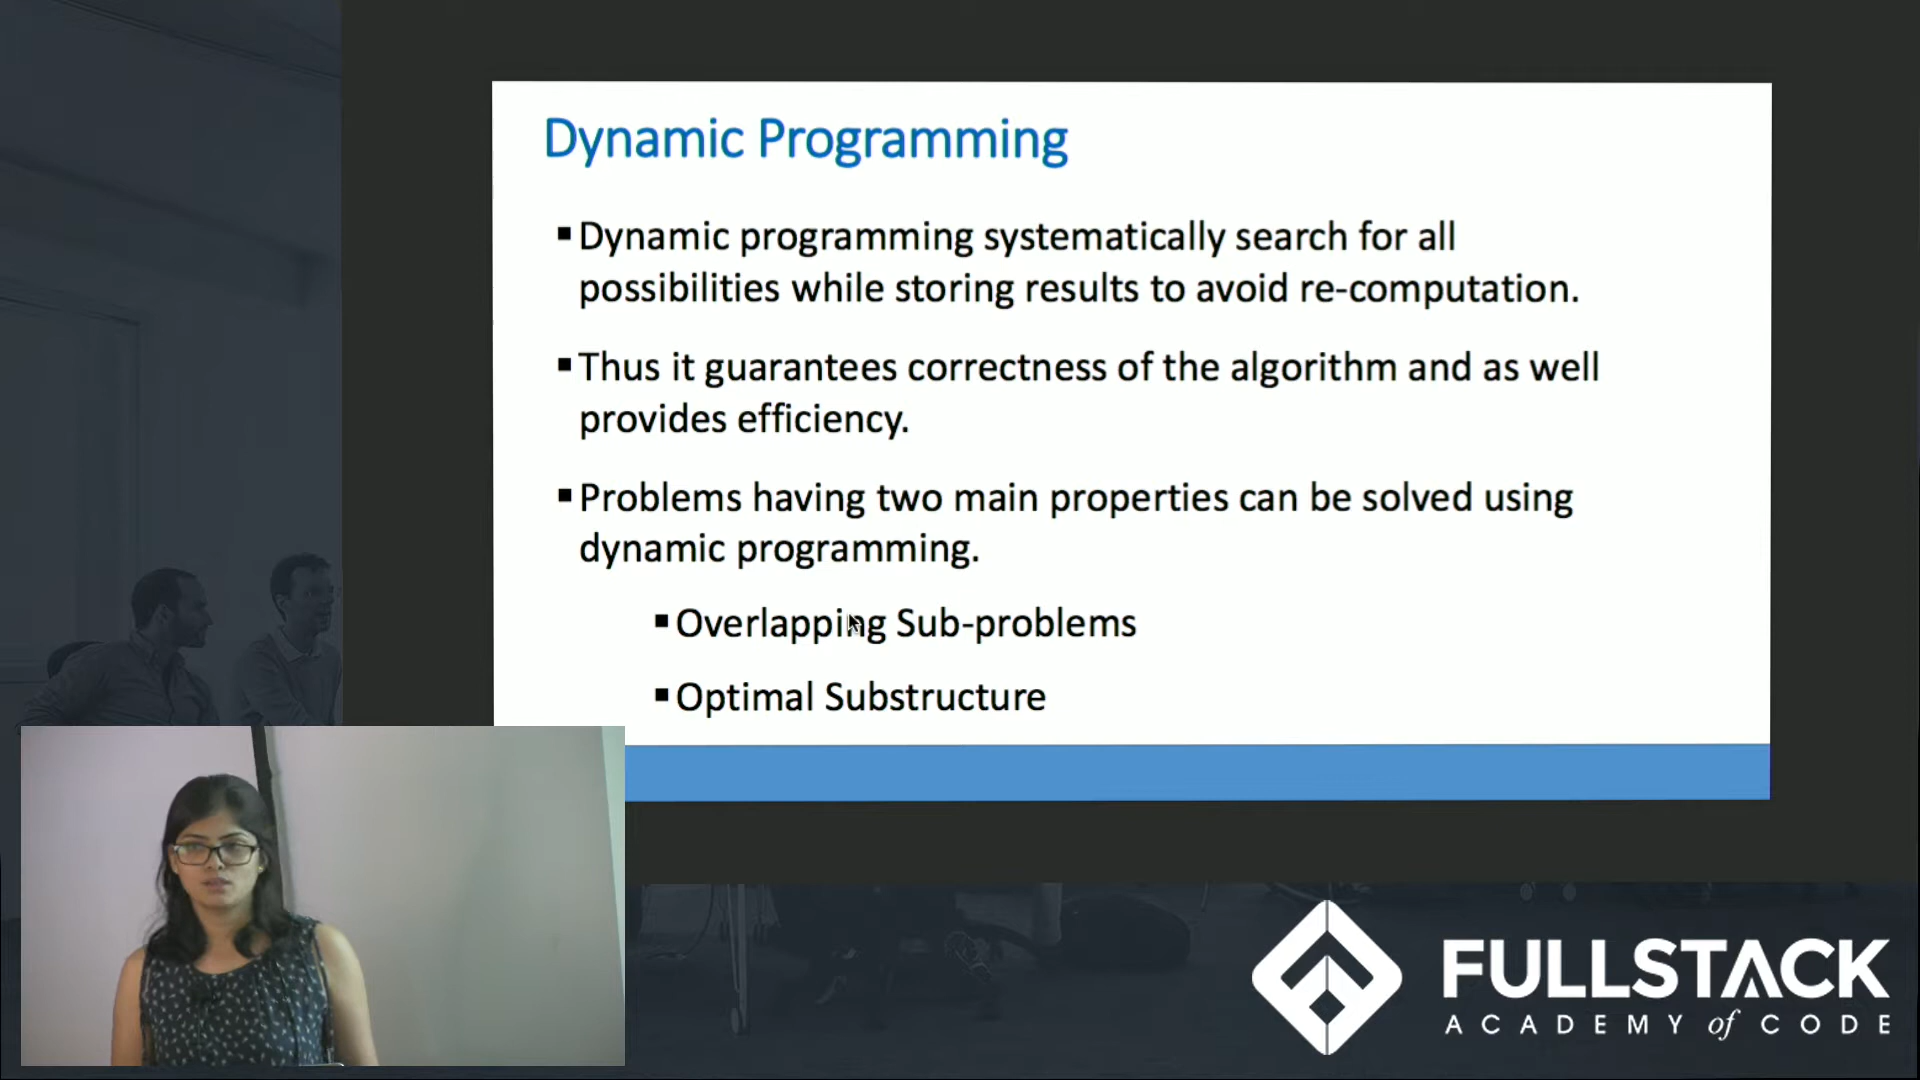 Dynamic Programming
▪ Dynamic programming systematically search for all
possibilities while storing results to avoid re-computation.
▪ Thus it guarantees correctness of the algorithm and as well
provides efficiency.
▪ Problems having two main properties can be solved using
dynamic programming.
▪ Overlapping Sub-problems
▪ Optimal Substructure
FULLSTACK
ACADEMY of CODE